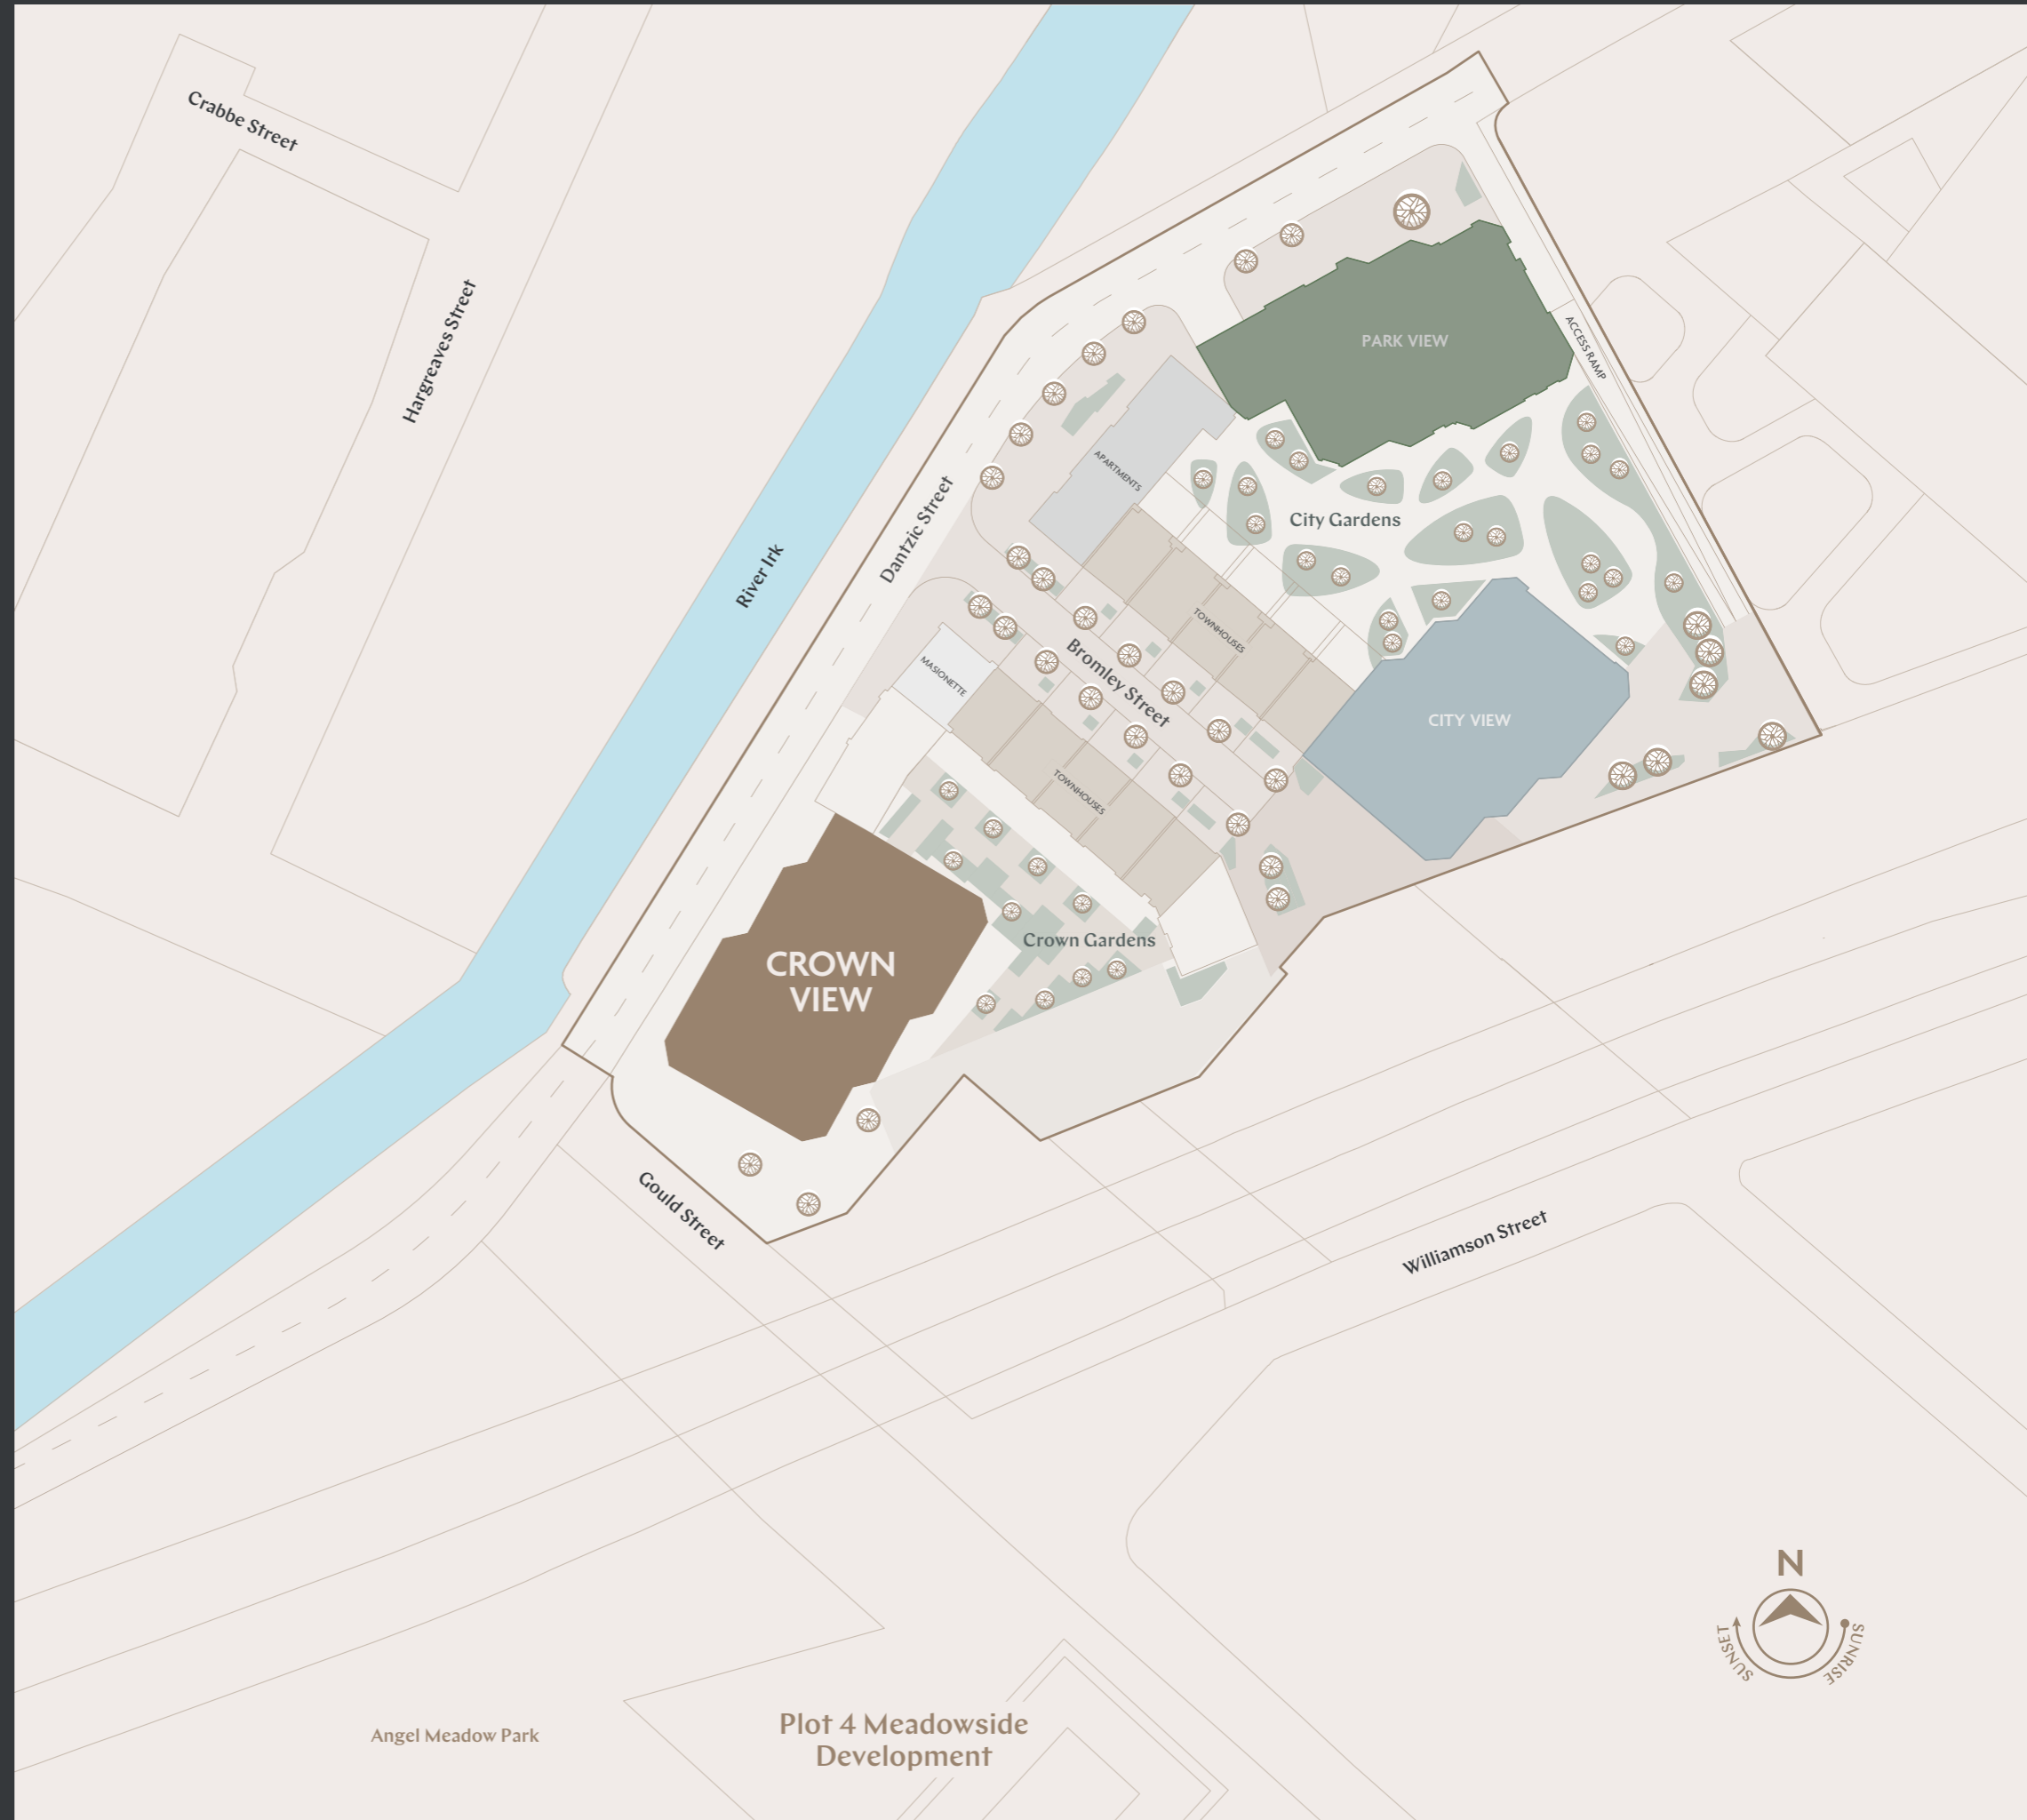 Crabbe Street
Hargreaves Street
River Irk
Dantzic Street
PARK VIEW
ACCESS RAMP
APARTMENTS
City Gardens
TOWNHOUSES
Bromley Street
MASIONETTE
CITY VIEW
TOWNHOUSES
CROWN
VIEW
Crown Gardens
Gould Street
Williamson Street
N
SUNSET
SUNRISE
Angel Meadow Park
Plot 4 Meadowside
Development